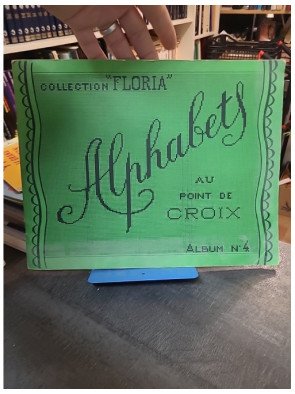 COLLECTION "FLORIA"
Alphabets
AU
POINT DE
CROIX
ALBUM N°4